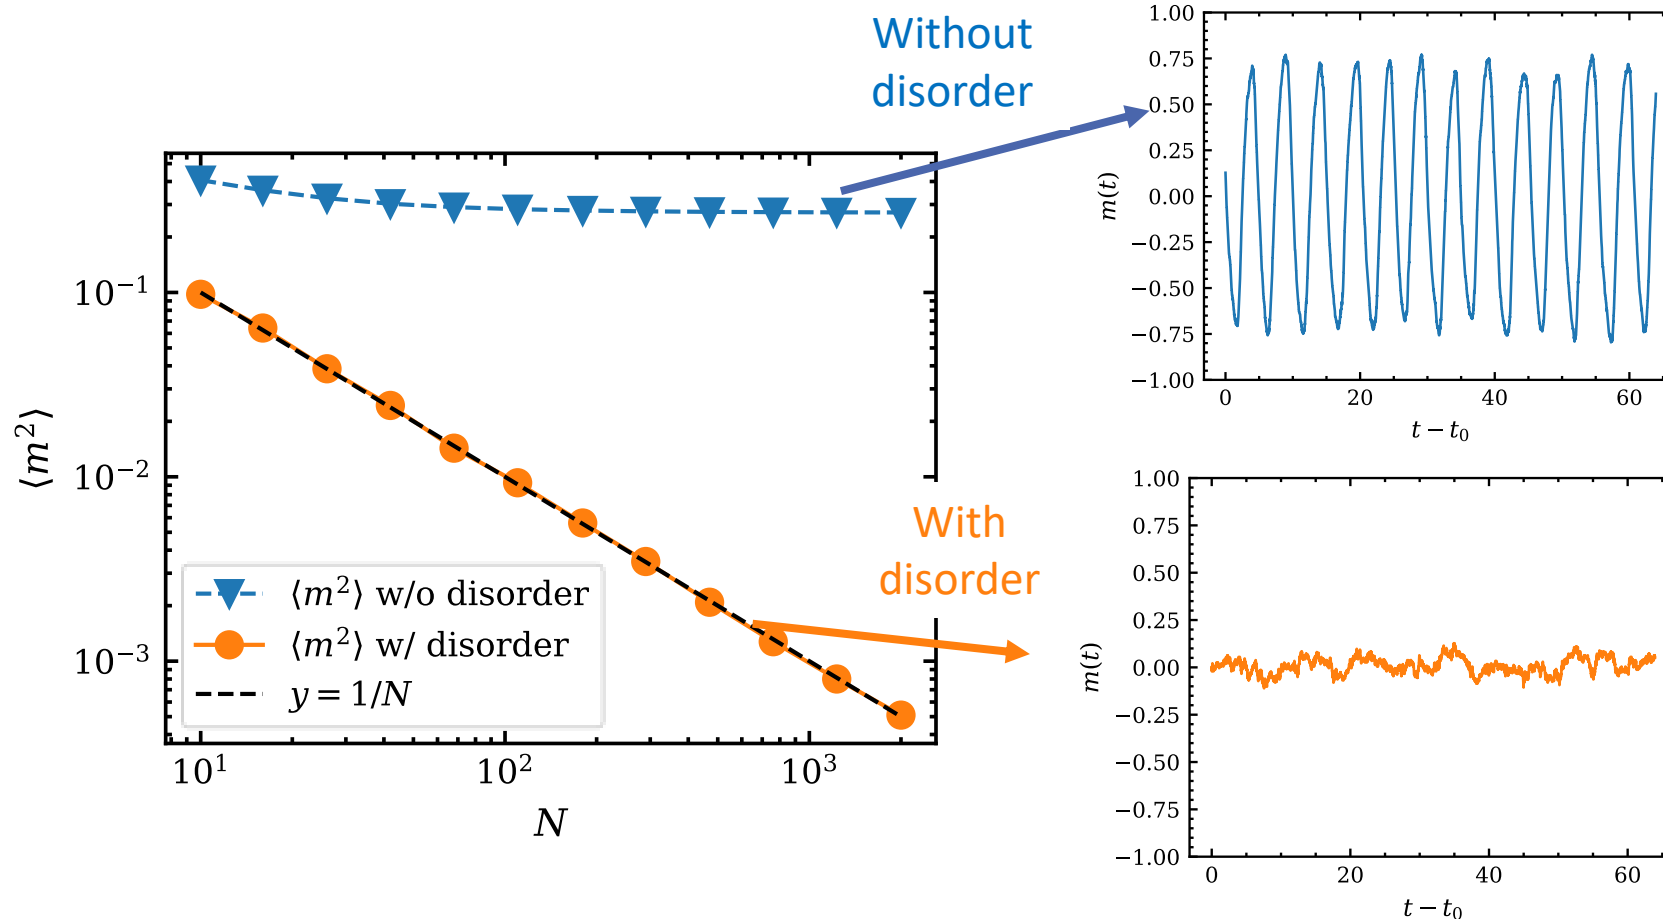 Without
disorder
⟨m²⟩
10⁻¹
10⁻²
10⁻³
⟨m²⟩ w/o disorder
⟨m²⟩ w/ disorder
y = 1/N
10¹ 10² 10³
N
With
disorder
m(t)
1.00
0.75
0.50
0.25
0.00
−0.25
−0.50
−0.75
−1.00
0 20 40 60
t − t₀
m(t)
1.00
0.75
0.50
0.25
0.00
−0.25
−0.50
−0.75
−1.00
0 20 40 60
t − t₀